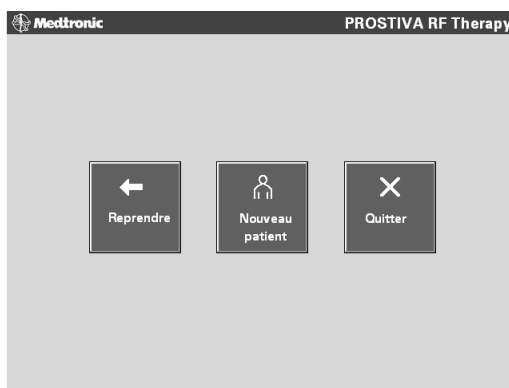 Medtronic
PROSTIVA RF Therapy
Reprendre
Nouveau
patient
Quitter